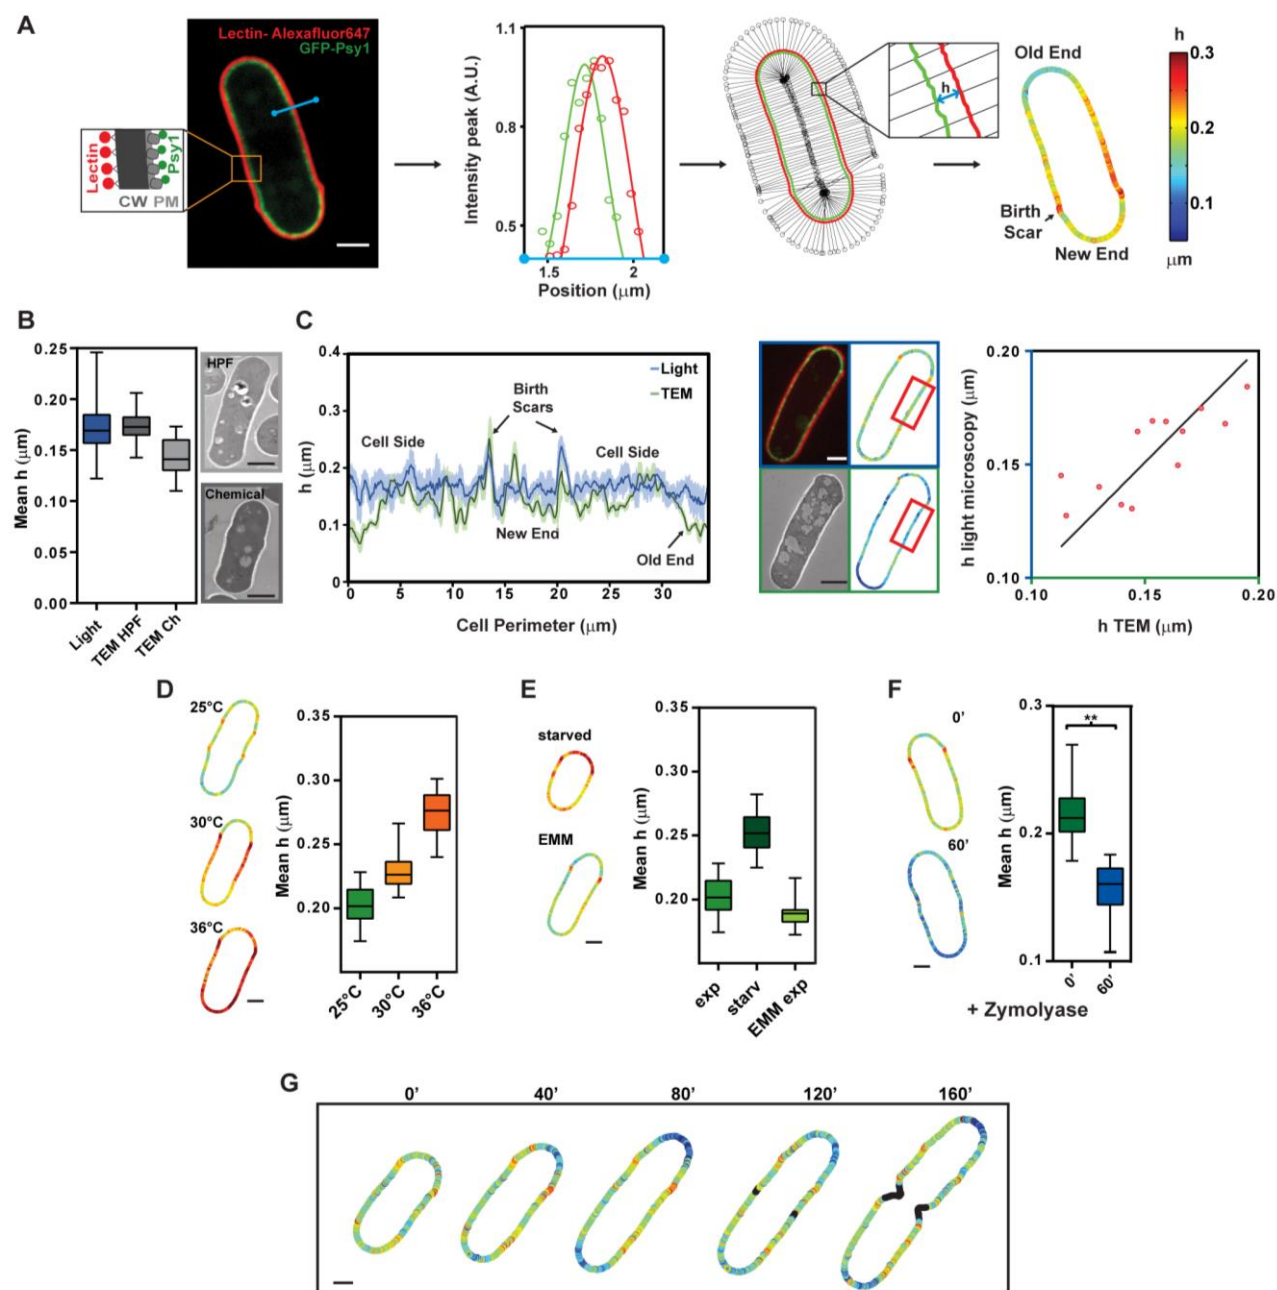 A
Lectin- Alexafluor647
GFP-Psy1
Lectin
Psy1
CW PM
Intensity peak (A.U.)
1.1
0.8
0.5
1.5
2
Position (μm)
h
Old End
Birth
Scar
New End
h
0.3
0.2
0.1
μm
B
Mean h (μm)
0.25
0.20
0.15
0.10
0.05
0.00
Light
TEM HPF
TEM Ch
HPF
Chemical
C
h (μm)
0.4
0.3
0.2
0.1
0
Light
TEM
Birth
Scars
Cell Side
Cell Side
New End
Old End
0 5 10 15 20 25 30
Cell Perimeter (μm)
h light microscopy (μm)
0.20
0.15
0.10
0.10 0.15 0.20
h TEM (μm)
D
25°C
30°C
36°C
Mean h (μm)
0.35
0.30
0.25
0.20
25°C
30°C
36°C
E
starved
EMM
Mean h (μm)
0.35
0.30
0.25
0.20
exp
starv
EMM exp
F
0'
60'
Mean h (μm)
0.3
0.2
0.1
**
0'
60'
+ Zymolyase
G
0' 40' 80' 120' 160'